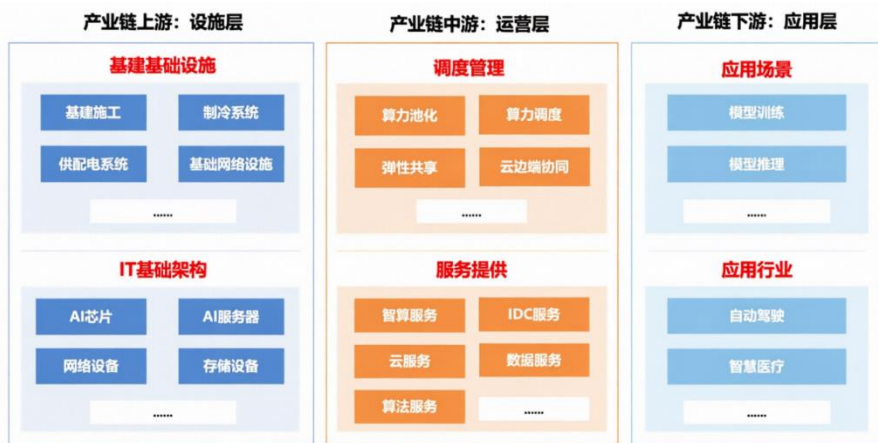 产业链上游：设施层
基建基础设施
基建施工
制冷系统
供配电系统
基础网络设施
......
IT基础架构
AI芯片
AI服务器
网络设备
存储设备
......
产业链中游：运营层
调度管理
算力池化
算力调度
弹性共享
云边端协同
......
服务提供
智算服务
IDC服务
云服务
数据服务
算法服务
......
产业链下游：应用层
应用场景
模型训练
模型推理
......
应用行业
自动驾驶
智慧医疗
......